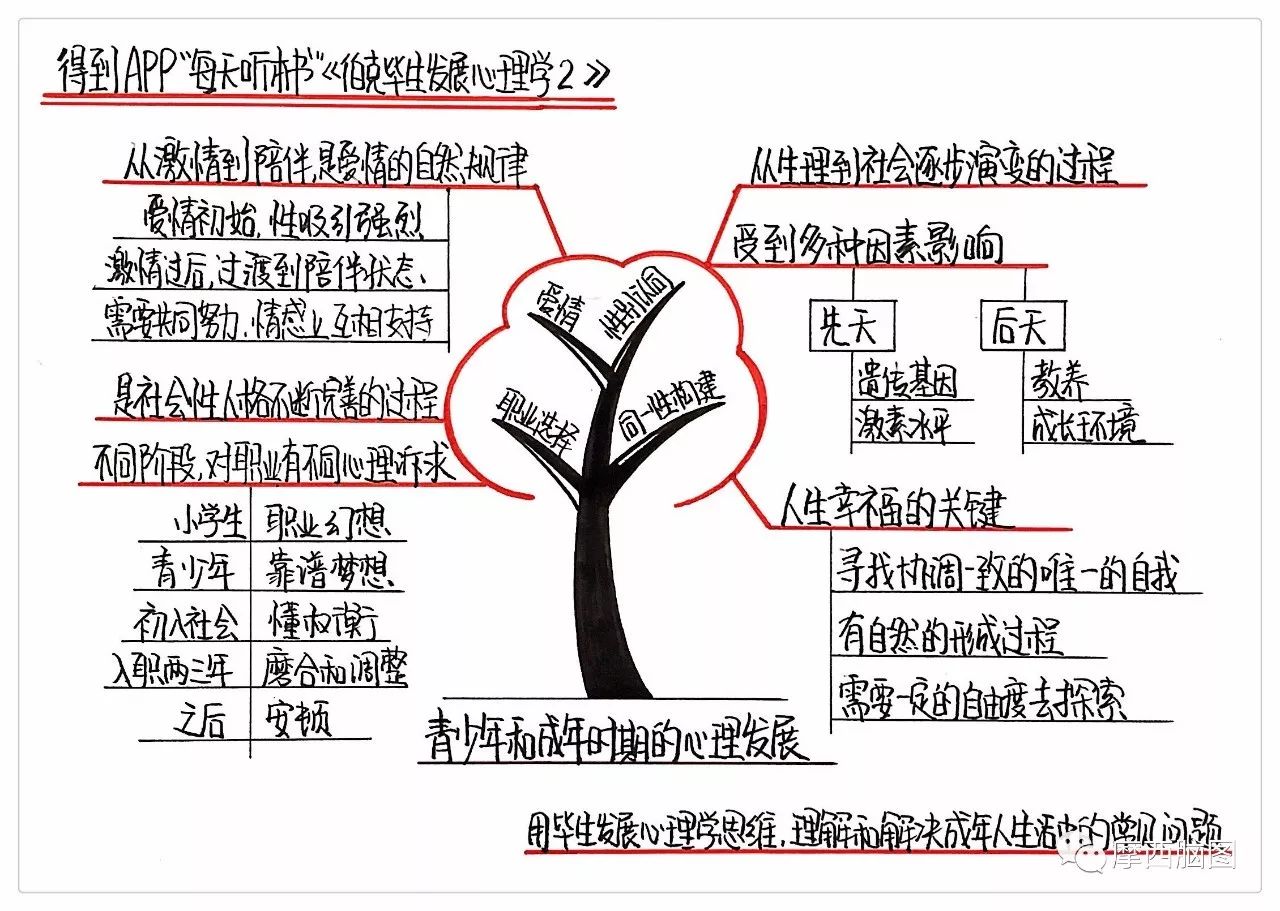 得到APP“每天听本书”《伯克毕生发展心理学2》
从激情到陪伴,是爱情的自然规律
爱情初始,性吸引强烈
激情过后,过渡到陪伴状态、
需要共同努力,情感上互相支持
是社会性人格不断完善的过程
不同阶段,对职业有不同心理诉求
小学生 职业幻想
青少年 靠谱梦想
初入社会 懂权衡
入职两三年 磨合和调整
之后 安顿
爱情
性别认同
职业选择
同一性构建
从生理到社会逐步演变的过程
受到多种因素影响
先天
后天
遗传基因
激素水平
教养
成长环境
人生幸福的关键
寻找协调一致的唯一的自我
有自然的形成过程
需要一定的自由度去探索
青少年和成年时期的心理发展
用毕生发展心理学思维,理解和解决成年人生活中的常见问题
摩西脑图